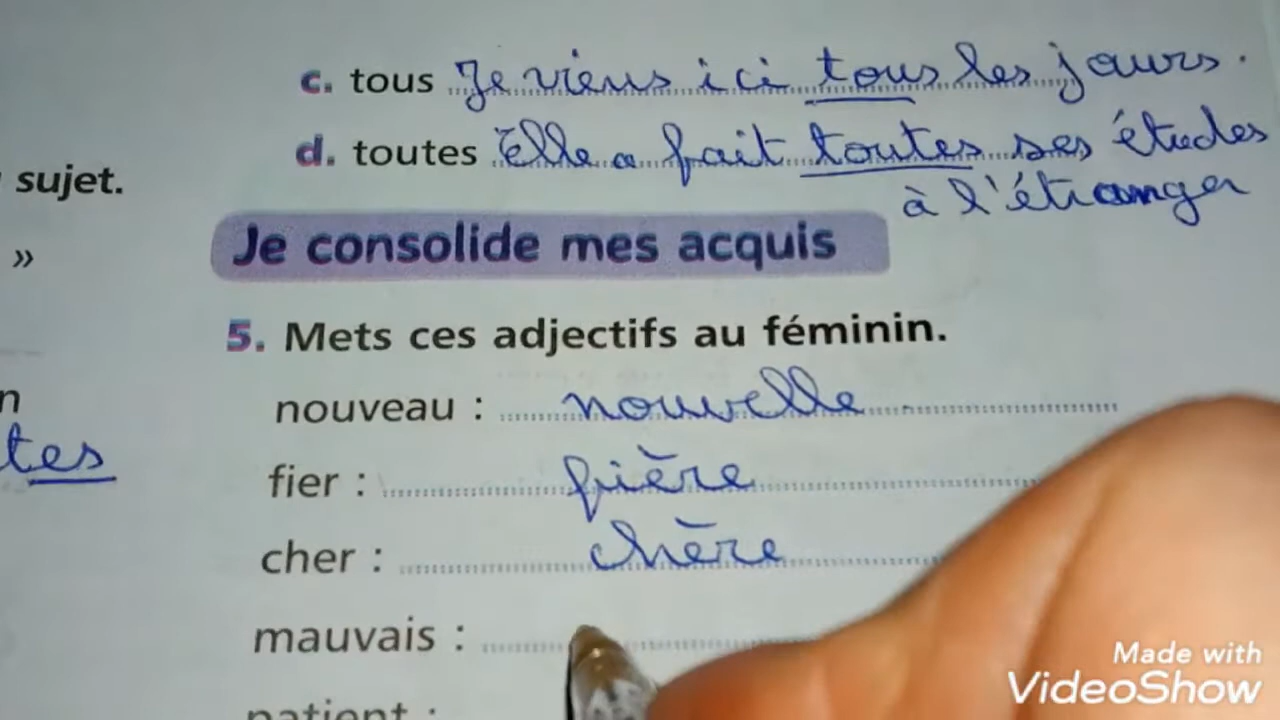 c. tous Je viens ici tous les jours.
d. toutes Elle a fait toutes ses études
à l'étranger
sujet.
»
Je consolide mes acquis
5. Mets ces adjectifs au féminin.
n
nouveau : nouvelle
tes
fier : fière
cher : chère
mauvais :
patient :
Made with
VideoShow